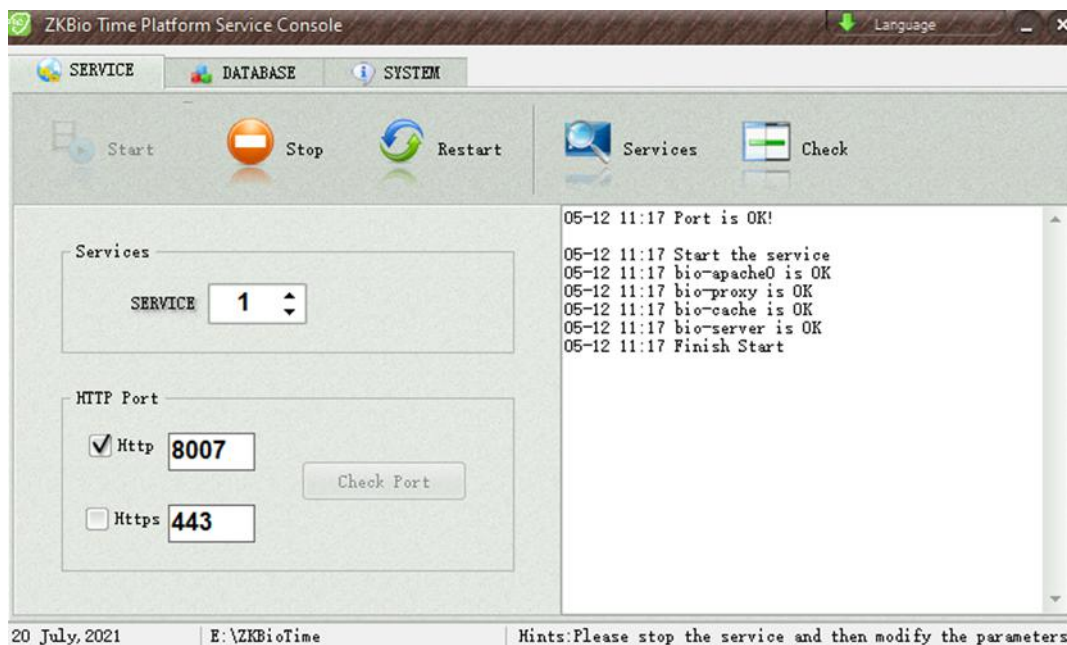 ZKBio Time Platform Service Console
Language
SERVICE
DATABASE
SYSTEM
Start
Stop
Restart
Services
Check
Services
SERVICE
1
HTTP Port
Http
8007
Check Port
Https
443
05-12 11:17 Port is OK!
05-12 11:17 Start the service
05-12 11:17 bio-apache0 is OK
05-12 11:17 bio-proxy is OK
05-12 11:17 bio-cache is OK
05-12 11:17 bio-server is OK
05-12 11:17 Finish Start
20 July,2021
E:\ZKBioTime
Hints:Please stop the service and then modify the parameters